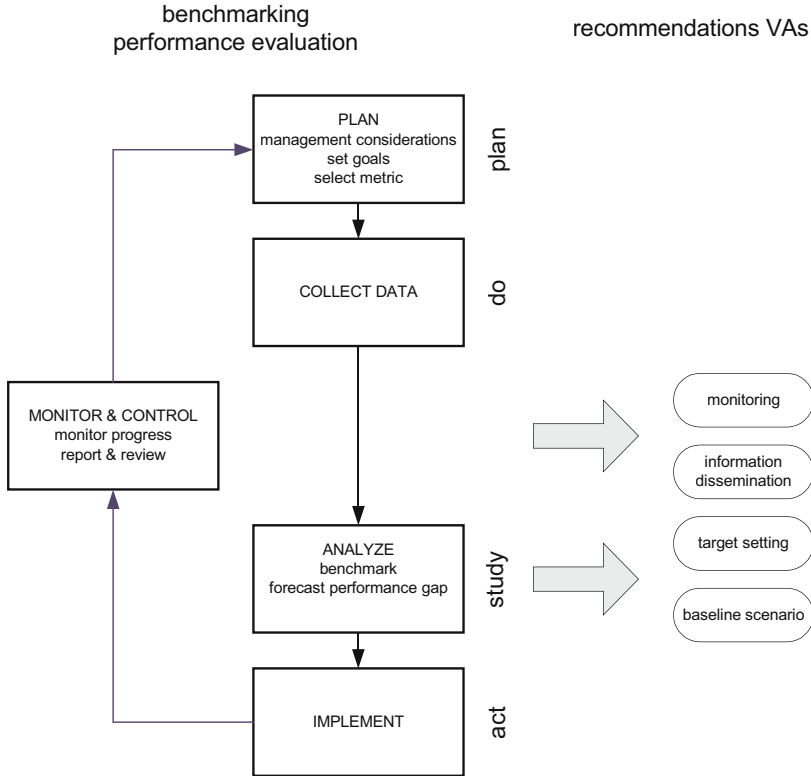 benchmarking
performance evaluation
recommendations VAs
PLAN
management considerations
set goals
select metric
plan
COLLECT DATA
do
MONITOR & CONTROL
monitor progress
report & review
monitoring
information
dissemination
ANALYZE
benchmark
forecast performance gap
study
target setting
baseline scenario
IMPLEMENT
act